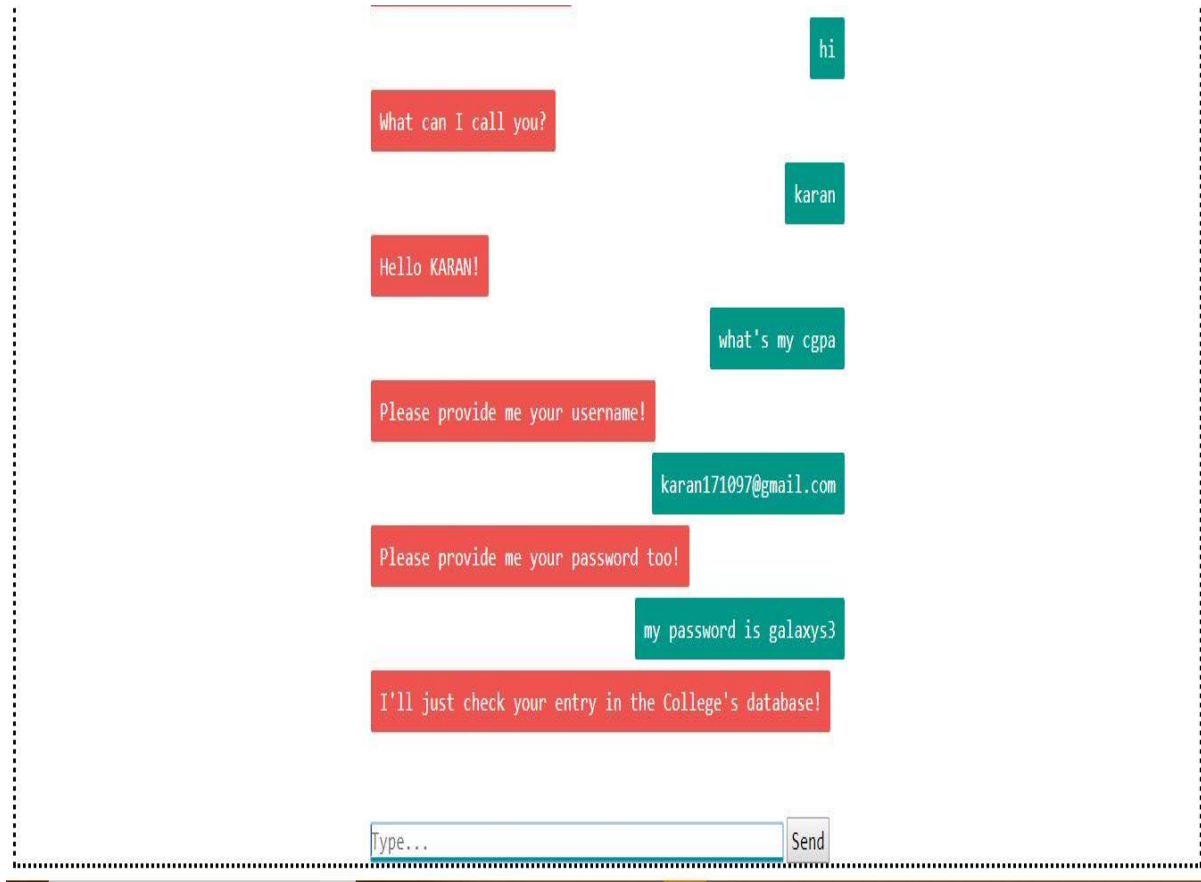 hi
What can I call you?
karan
Hello KARAN!
what's my cgpa
Please provide me your username!
karan171097@gmail.com
Please provide me your password too!
my password is galaxys3
I'll just check your entry in the College's database!
Type... Send